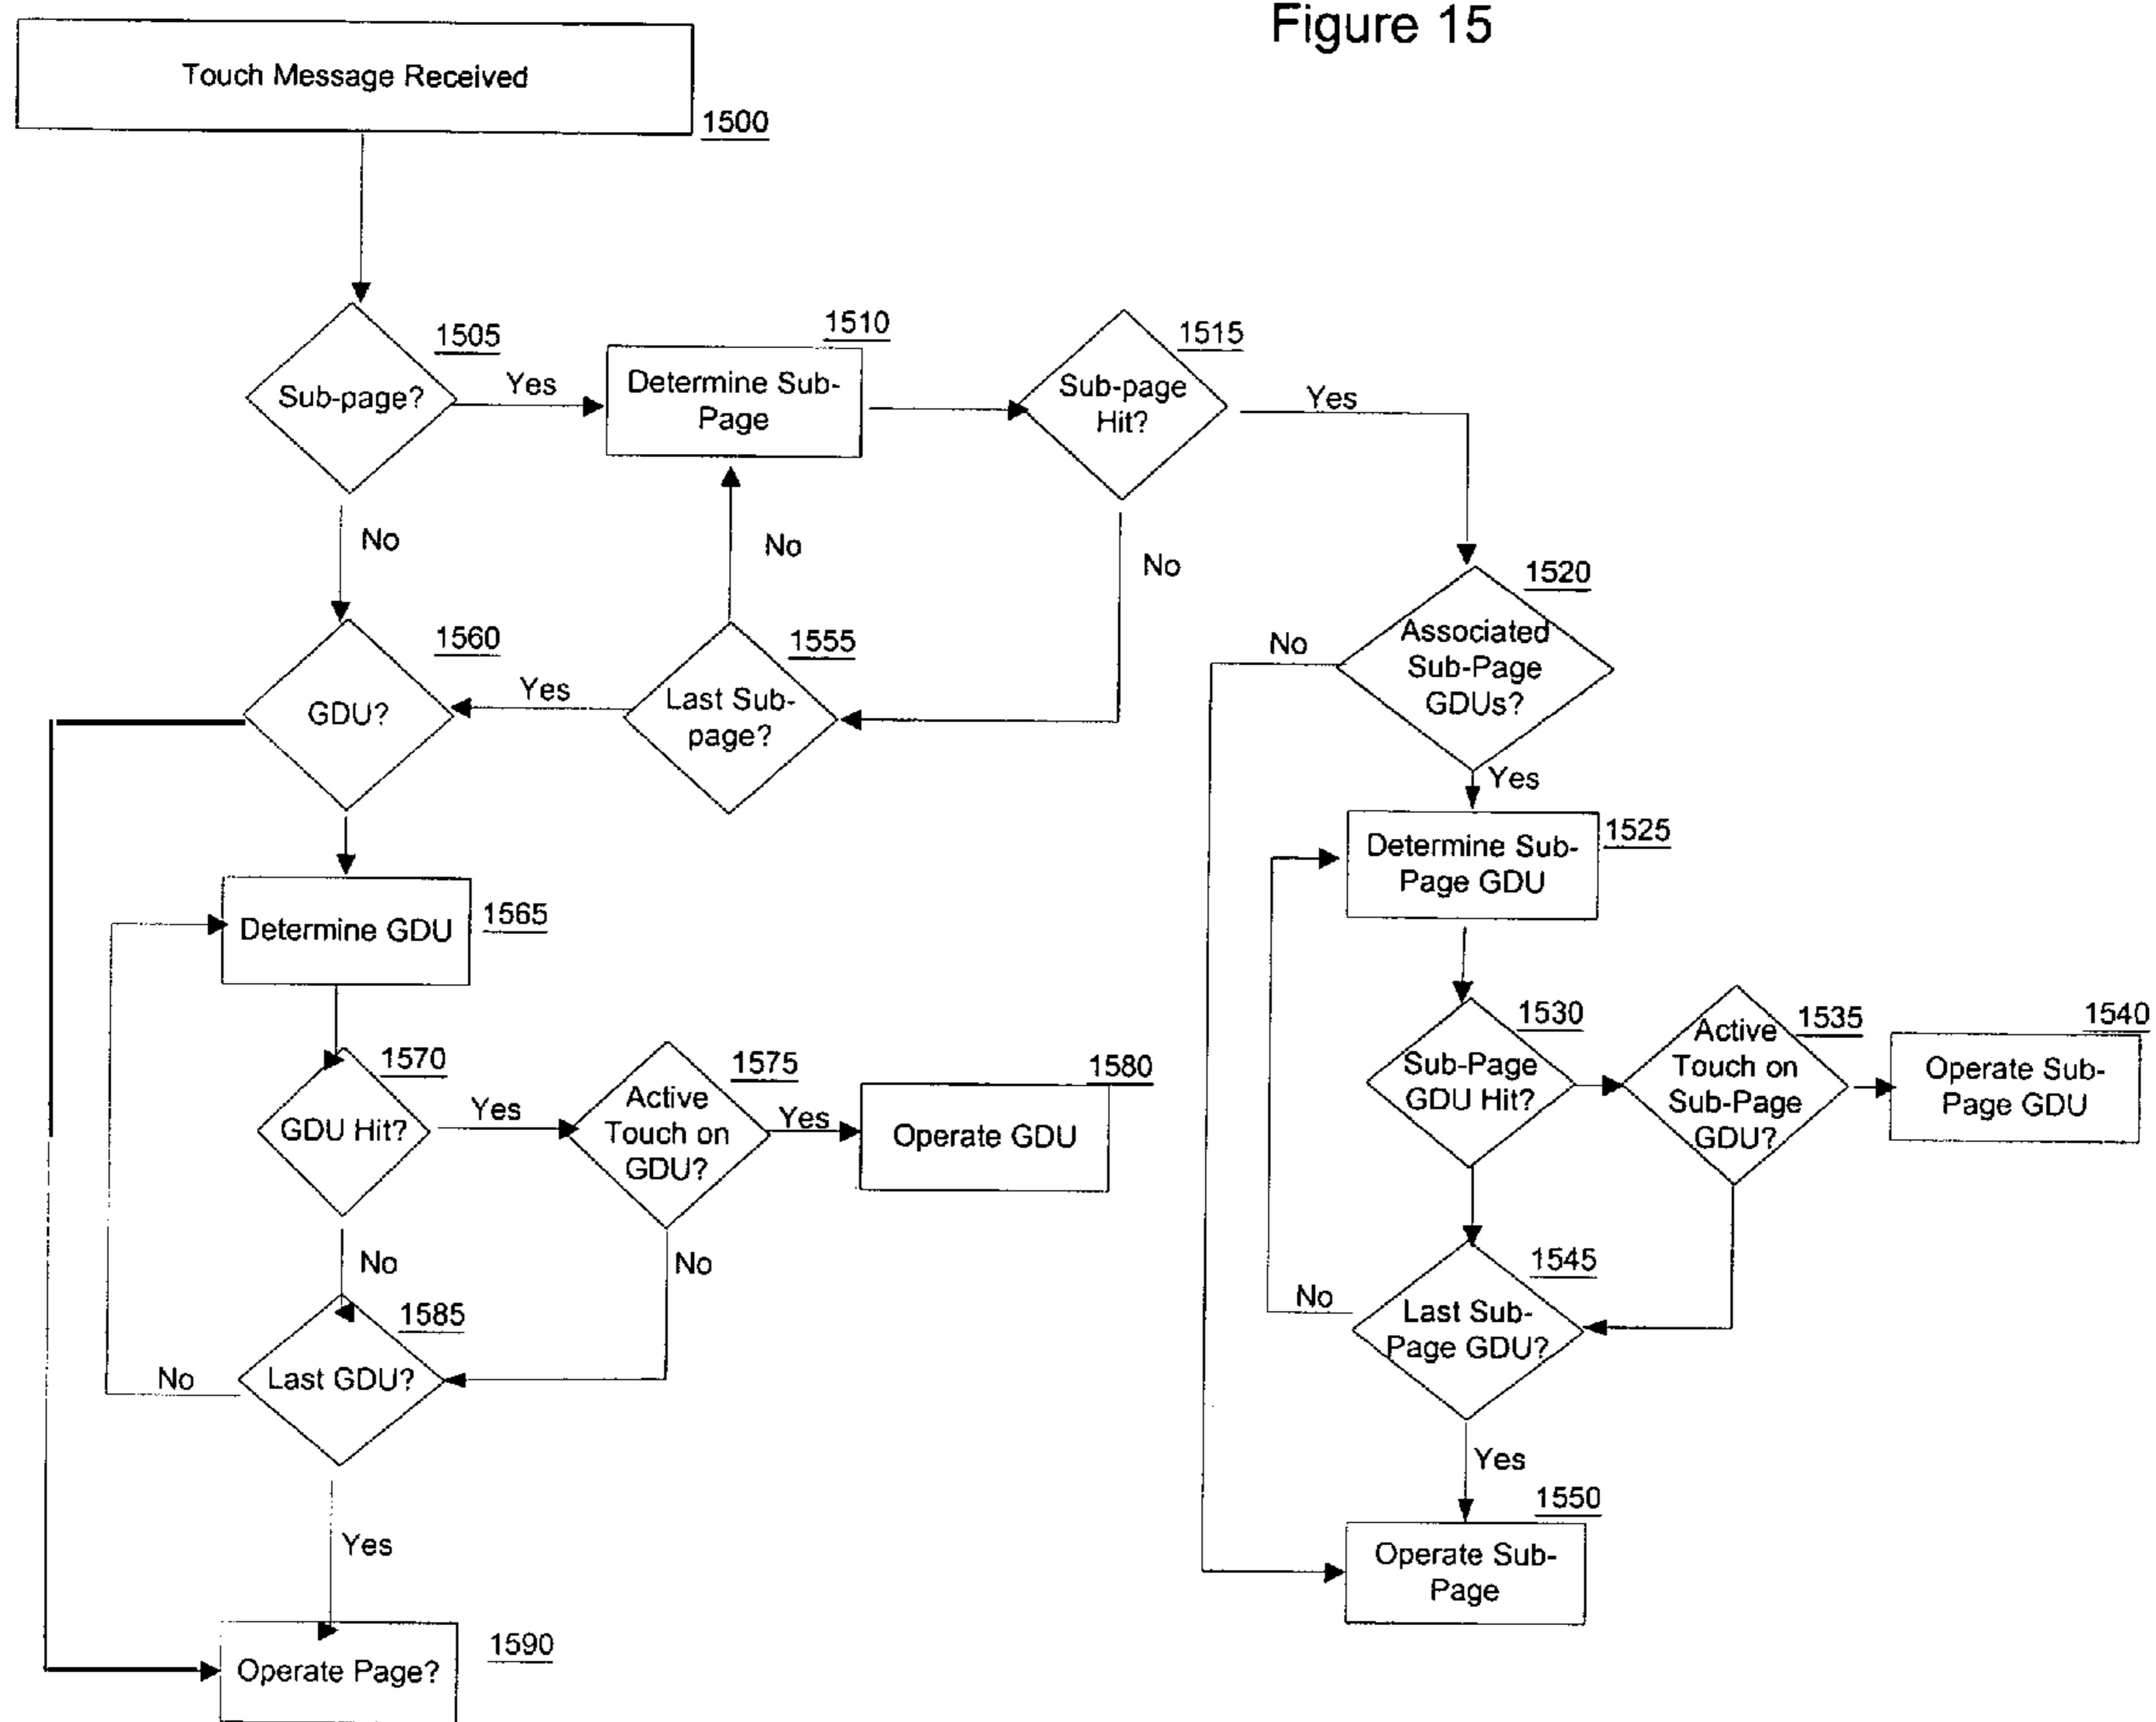 Figure 15
Touch Message Received
1500
1505
Sub-page?
Yes
No
1510
Determine Sub-
Page
1515
Sub-page
Hit?
Yes
No
No
1555
Last Sub-
page?
Yes
1560
GDU?
1520
Associated
Sub-Page
GDUs?
No
Yes
1525
Determine Sub-
Page GDU
1565
Determine GDU
1570
GDU Hit?
Yes
No
1575
Active
Touch on
GDU?
Yes
No
1580
Operate GDU
1585
Last GDU?
No
Yes
1590
Operate Page?
1530
Sub-Page
GDU Hit?
1535
Active
Touch on
Sub-Page
GDU?
1540
Operate Sub-
Page GDU
1545
Last Sub-
Page GDU?
No
Yes
1550
Operate Sub-
Page